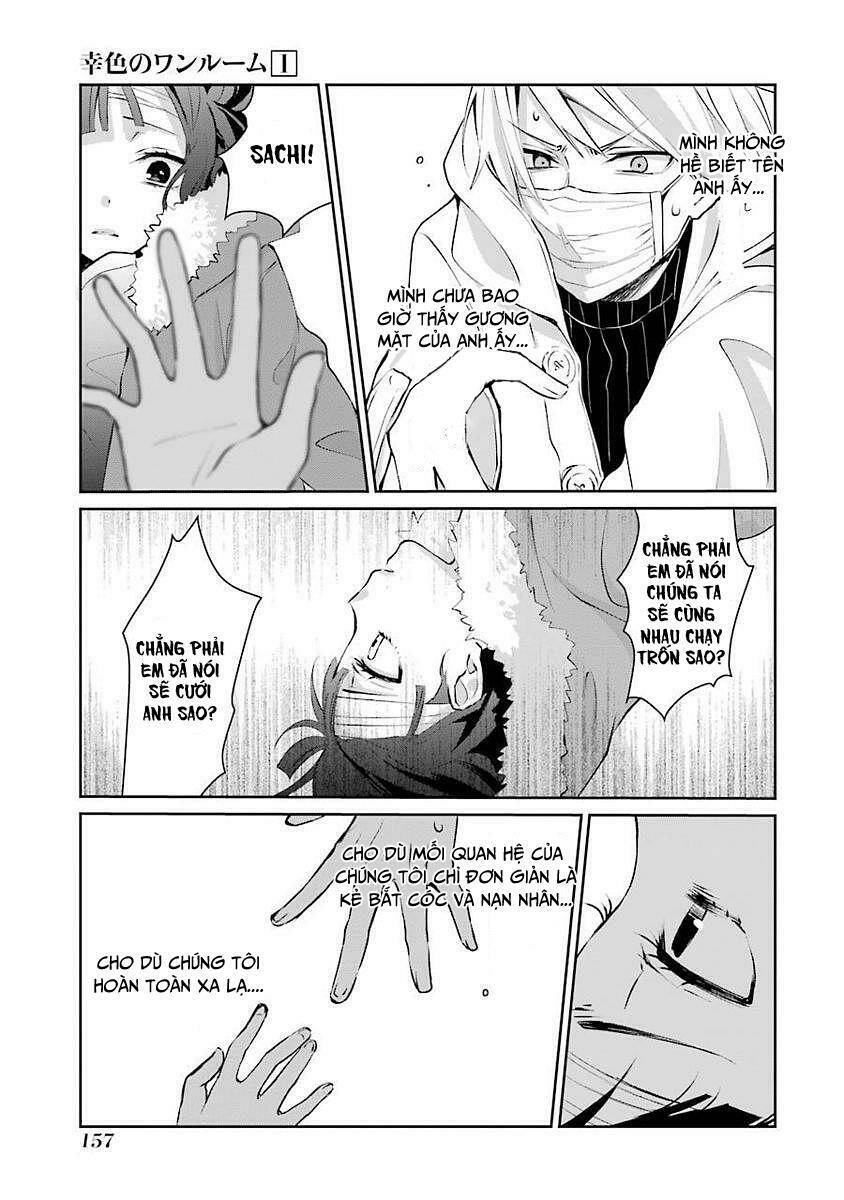 幸色のワンルーム 1
MÌNH KHÔNG
HỀ BIẾT TÊN
ANH ẤY...
MÌNH CHƯA BAO
GIỜ THẤY GƯƠNG
MẶT CỦA ANH ẤY...
SACHI!
CHẲNG PHẢI
EM ĐÃ NÓI
CHÚNG TA
SẼ CÙNG
NHAU CHẠY
TRỐN SAO?
CHẲNG PHẢI
EM ĐÃ NÓI
SẼ CƯỚI
ANH SAO?
CHO DÙ MỐI QUAN HỆ CỦA
CHÚNG TÔI CHỈ ĐƠN GIẢN LÀ
KẺ BẮT CÓC VÀ NẠN NHÂN...
CHO DÙ CHÚNG TÔI
HOÀN TOÀN XA LẠ....
157